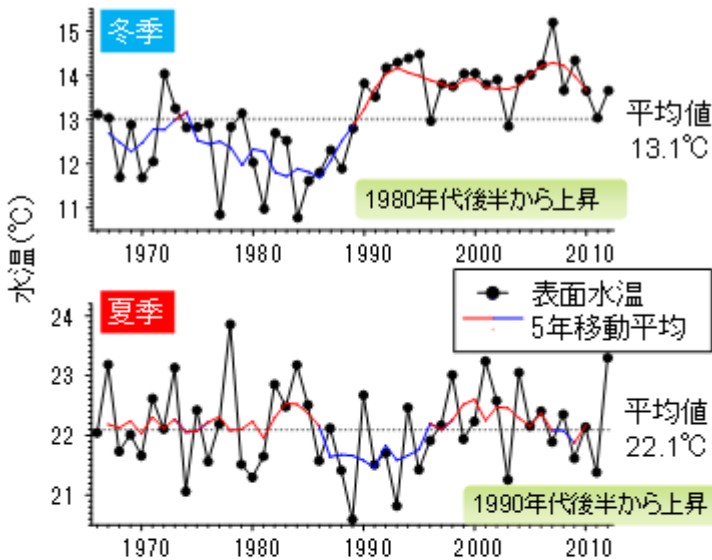 冬季
15
14
13
12
11
平均値
13.1℃
1980年代後半から上昇
1970
1980
1990
2000
2010
水温(℃)
表面水温
5年移動平均
夏季
24
23
22
21
平均値
22.1℃
1990年代後半から上昇
1970
1980
1990
2000
2010